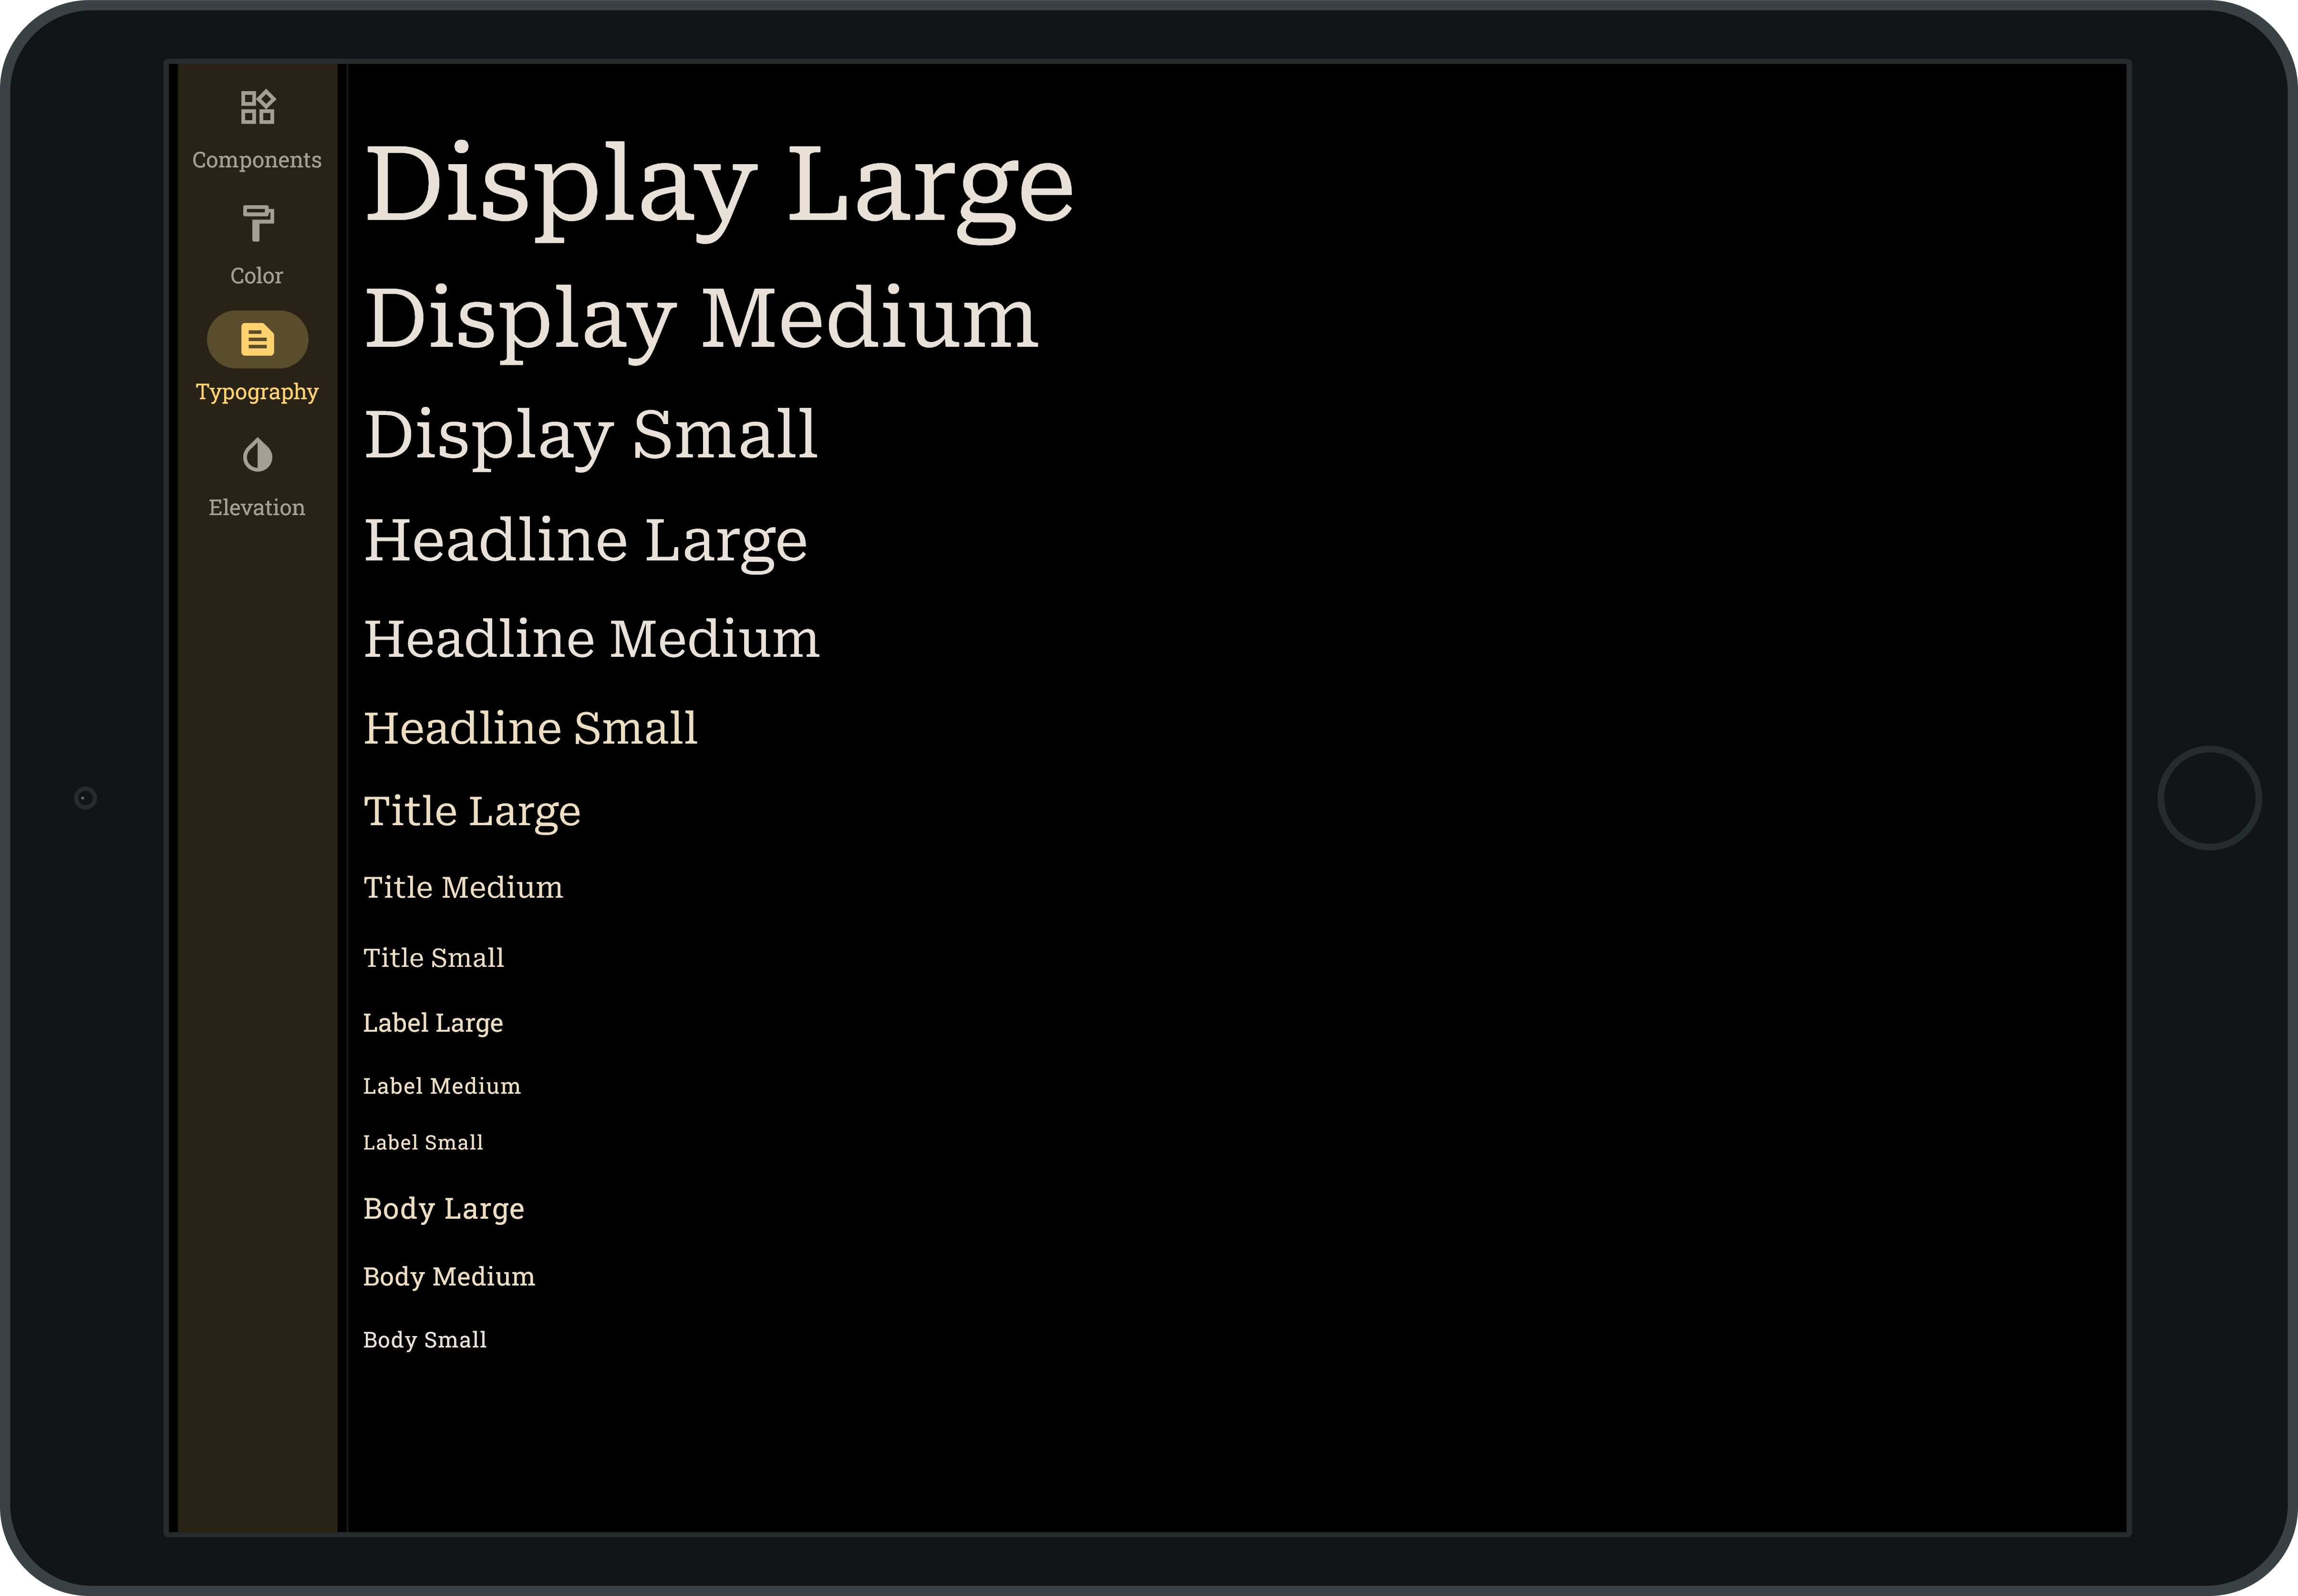 Components
Color
Typography
Elevation
Display Large
Display Medium
Display Small
Headline Large
Headline Medium
Headline Small
Title Large
Title Medium
Title Small
Label Large
Label Medium
Label Small
Body Large
Body Medium
Body Small